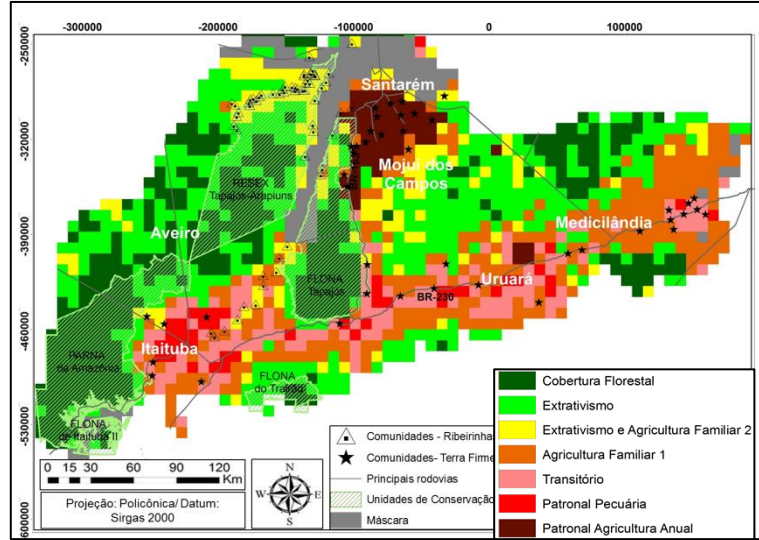 -300000
-200000
-100000
0
100000
-250000
-320000
-390000
-460000
-530000
-600000
Santarém
Mojuí dos
Campos
RESEX
Tapajós-Arapiuns
Aveiro
Medicilândia
FLONA
Tapajós
Uruará
BR-230
PARNA
da Amazônia
Itaituba
FLONA
do Trairão
FLONA
de Itaituba II
0 15 30 60 90 120
Km
Projeção: Policônica/ Datum:
Sirgas 2000
N
W E
S
Comunidades - Ribeirinha
Comunidades- Terra Firme
Principais rodovias
Unidades de Conservação
Máscara
Cobertura Florestal
Extrativismo
Extrativismo e Agricultura Familiar 2
Agricultura Familiar 1
Transitório
Patronal Pecuária
Patronal Agricultura Anual